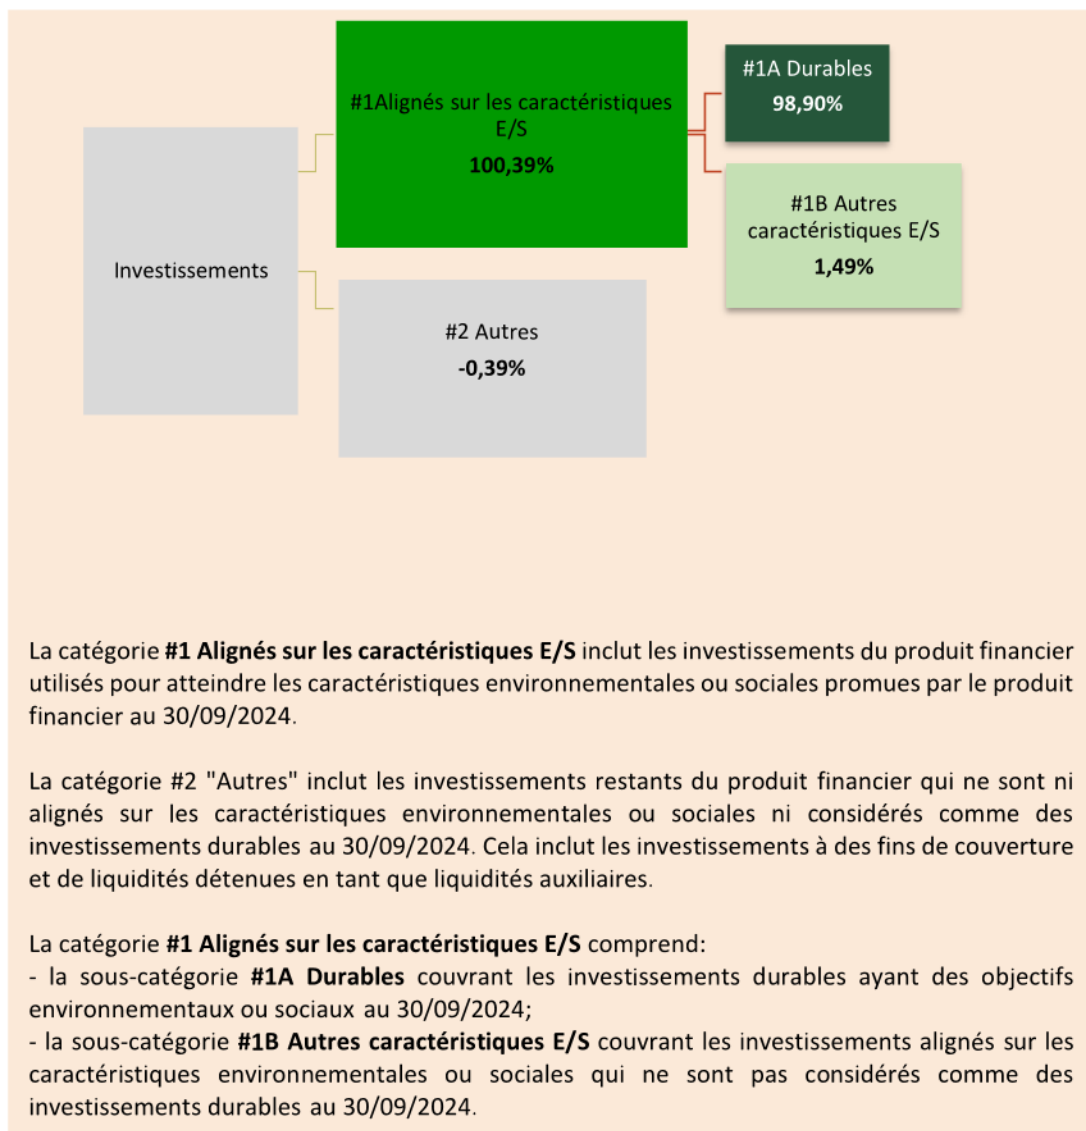 #1Alignés sur les caractéristiques
E/S
100,39%
#1A Durables
98,90%
#1B Autres
caractéristiques E/S
1,49%
Investissements
#2 Autres
-0,39%
La catégorie #1 Alignés sur les caractéristiques E/S inclut les investissements du produit financier
utilisés pour atteindre les caractéristiques environnementales ou sociales promues par le produit
financier au 30/09/2024.
La catégorie #2 "Autres" inclut les investissements restants du produit financier qui ne sont ni
alignés sur les caractéristiques environnementales ou sociales ni considérés comme des
investissements durables au 30/09/2024. Cela inclut les investissements à des fins de couverture
et de liquidités détenues en tant que liquidités auxiliaires.
La catégorie #1 Alignés sur les caractéristiques E/S comprend:
- la sous-catégorie #1A Durables couvrant les investissements durables ayant des objectifs
environnementaux ou sociaux au 30/09/2024;
- la sous-catégorie #1B Autres caractéristiques E/S couvrant les investissements alignés sur les
caractéristiques environnementales ou sociales qui ne sont pas considérés comme des
investissements durables au 30/09/2024.